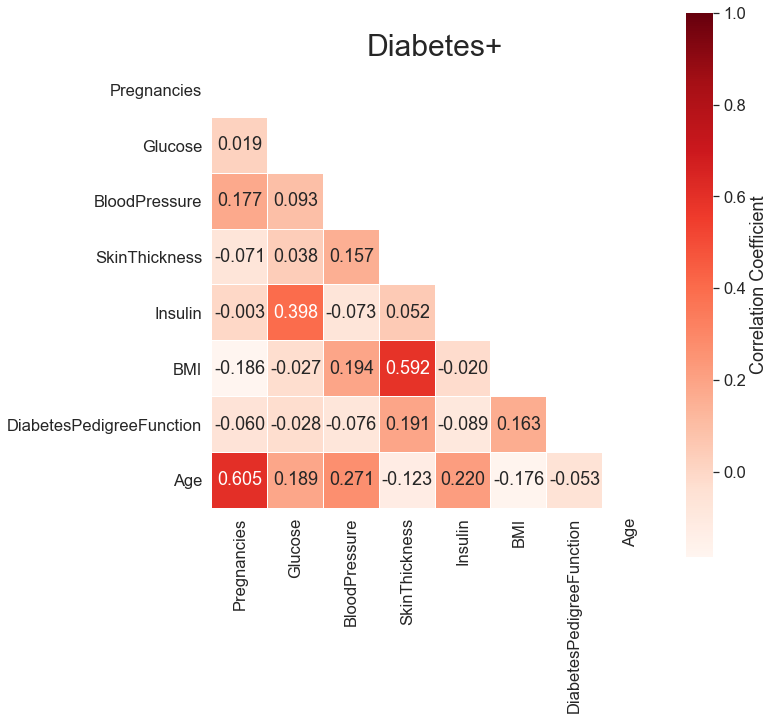 Diabetes+
1.0
0.8
0.6
0.4
0.2
0.0
Correlation Coefficient
Pregnancies
Glucose 0.019
BloodPressure 0.177 0.093
SkinThickness -0.071 0.038 0.157
Insulin -0.003 0.398 -0.073 0.052
BMI -0.186 -0.027 0.194 0.592 -0.020
DiabetesPedigreeFunction -0.060 -0.028 -0.076 0.191 -0.089 0.163
Age 0.605 0.189 0.271 -0.123 0.220 -0.176 -0.053
Pregnancies
Glucose
BloodPressure
SkinThickness
Insulin
BMI
DiabetesPedigreeFunction
Age